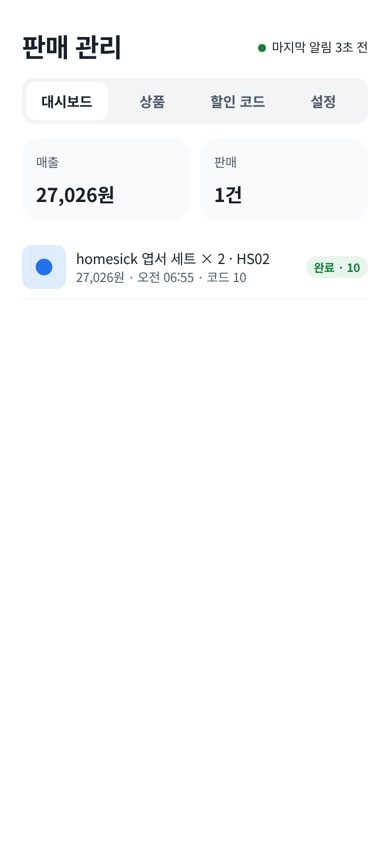 판매 관리
마지막 알림 3초 전
대시보드 상품 할인 코드 설정
매출 판매
27,026원 1건
homesick 엽서 세트 × 2 · HS02
27,026원 · 오전 06:55 · 코드 10
완료 · 10